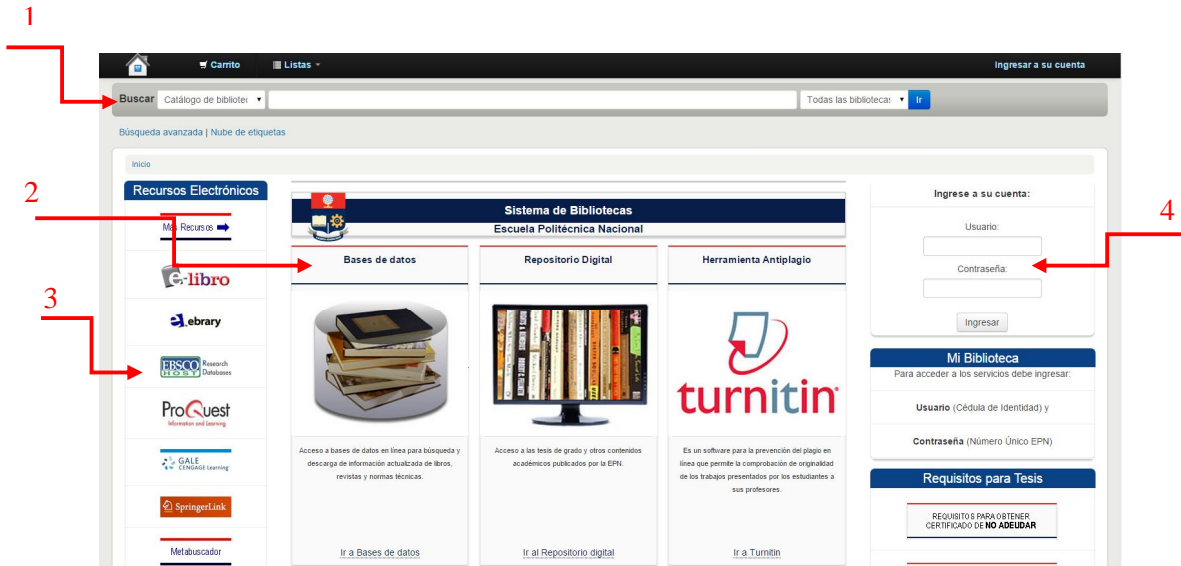 1
Carrito
Listas
Ingresar a su cuenta
Buscar
Catálogo de bibliotec
Todas las bibliotecas
Ir
Búsqueda avanzada | Nube de etiquetas
Inicio
2
3
4
Recursos Electrónicos
Más Recursos
e-libro
ebrary
EBSCO HOST Research Databases
ProQuest
Information and Learning
GALE
CENGAGE Learning
SpringerLink
Metabuscador
Sistema de Bibliotecas
Escuela Politécnica Nacional
Bases de datos
Acceso a bases de datos en línea para búsqueda y
descarga de información actualizada de libros,
revistas y normas técnicas.
Ir a Bases de datos
Repositorio Digital
Acceso a las tesis de grado y otros contenidos
académicos publicados por la EPN.
Ir al Repositorio digital
Herramienta Antiplagio
turnitin
Es un software para la prevención del plagio en
línea que permite la comprobación de originalidad
de los trabajos presentados por los estudiantes a
sus profesores.
Ir a Turnitin
Ingrese a su cuenta:
Usuario:
Contraseña:
Ingresar
Mi Biblioteca
Para acceder a los servicios debe ingresar:
Usuario (Cédula de Identidad) y
Contraseña (Número Único EPN)
Requisitos para Tesis
REQUISITOS PARA OBTENER
CERTIFICADO DE NO ADEUDAR